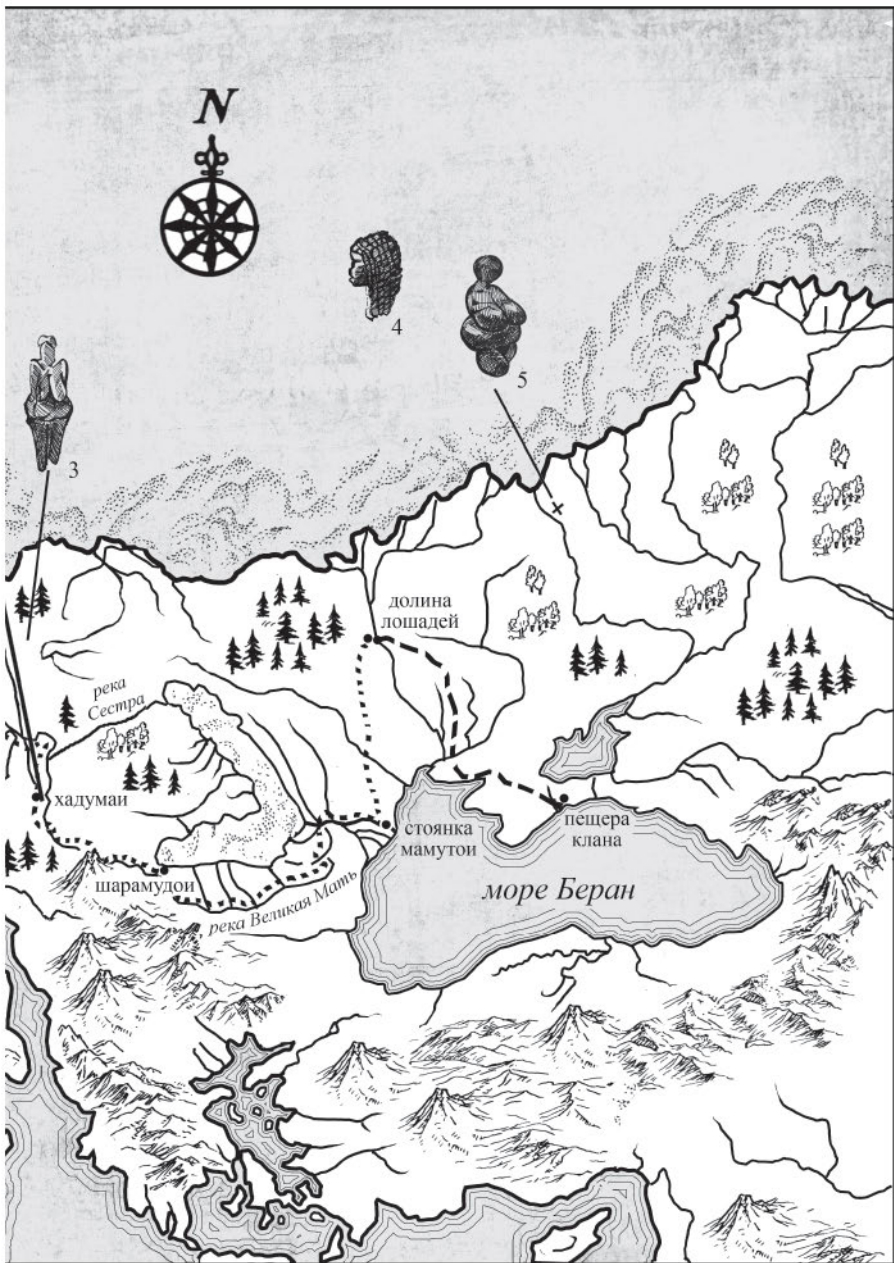 N
4
5
3
долина
лошадей
река
Сестра
хадумаи
стоянка
мамутои
пещера
клана
шарамудои
море Беран
река Великая Мать